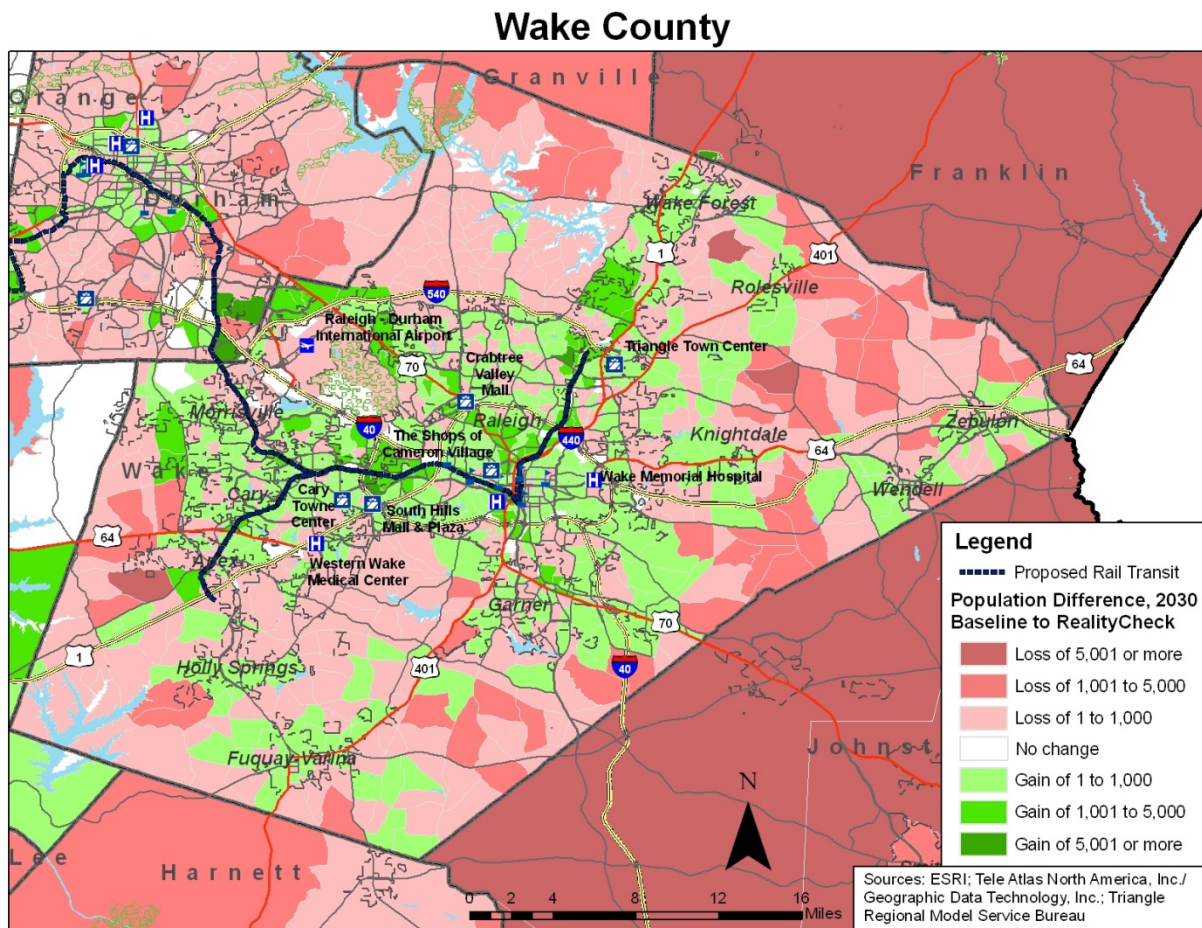 Wake County
Granville
Orange
Franklin
Durham
Wake Forest
1
401
Rolesville
540
Raleigh - Durham
International Airport
Triangle Town Center
70
Crabtree
Valley
Mall
64
Morrisville
40
Raleigh
The Shops of
Cameron Village
440
Knightdale
64
Zebulon
Wake
Wake Memorial Hospital
Wendell
Cary
Cary
Towne
Center
South Hills
Mall & Plaza
64
Apex
Western Wake
Medical Center
Garner
70
1
Holly Springs
401
40
Fuquay-Varina
Johnst
Lee
Harnett
N
0 2 4 8 12 16
Miles
H
H
H
H
H
H
Legend
Proposed Rail Transit
Population Difference, 2030
Baseline to RealityCheck
Loss of 5,001 or more
Loss of 1,001 to 5,000
Loss of 1 to 1,000
No change
Gain of 1 to 1,000
Gain of 1,001 to 5,000
Gain of 5,001 or more
Sources: ESRI; Tele Atlas North America, Inc./
Geographic Data Technology, Inc.; Triangle
Regional Model Service Bureau